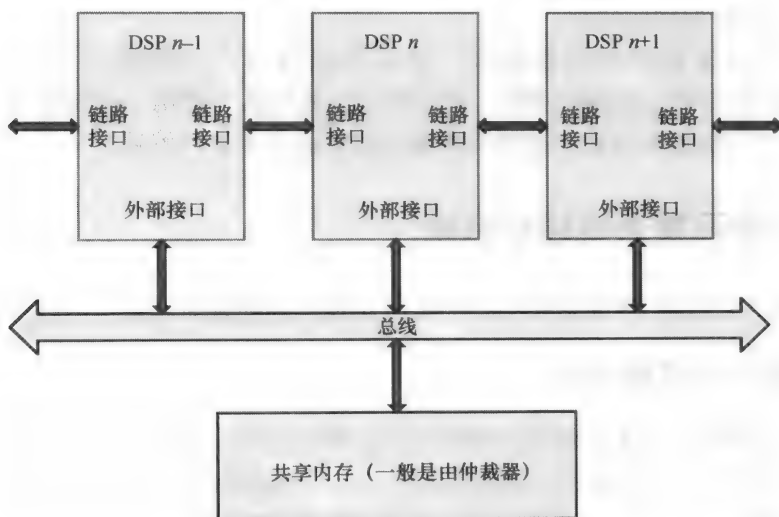 DSP n–1
DSP n
DSP n+1
链路
接口
链路
接口
链路
接口
链路
接口
链路
接口
链路
接口
外部接口
外部接口
外部接口
总线
共享内存（一般是由仲裁器）